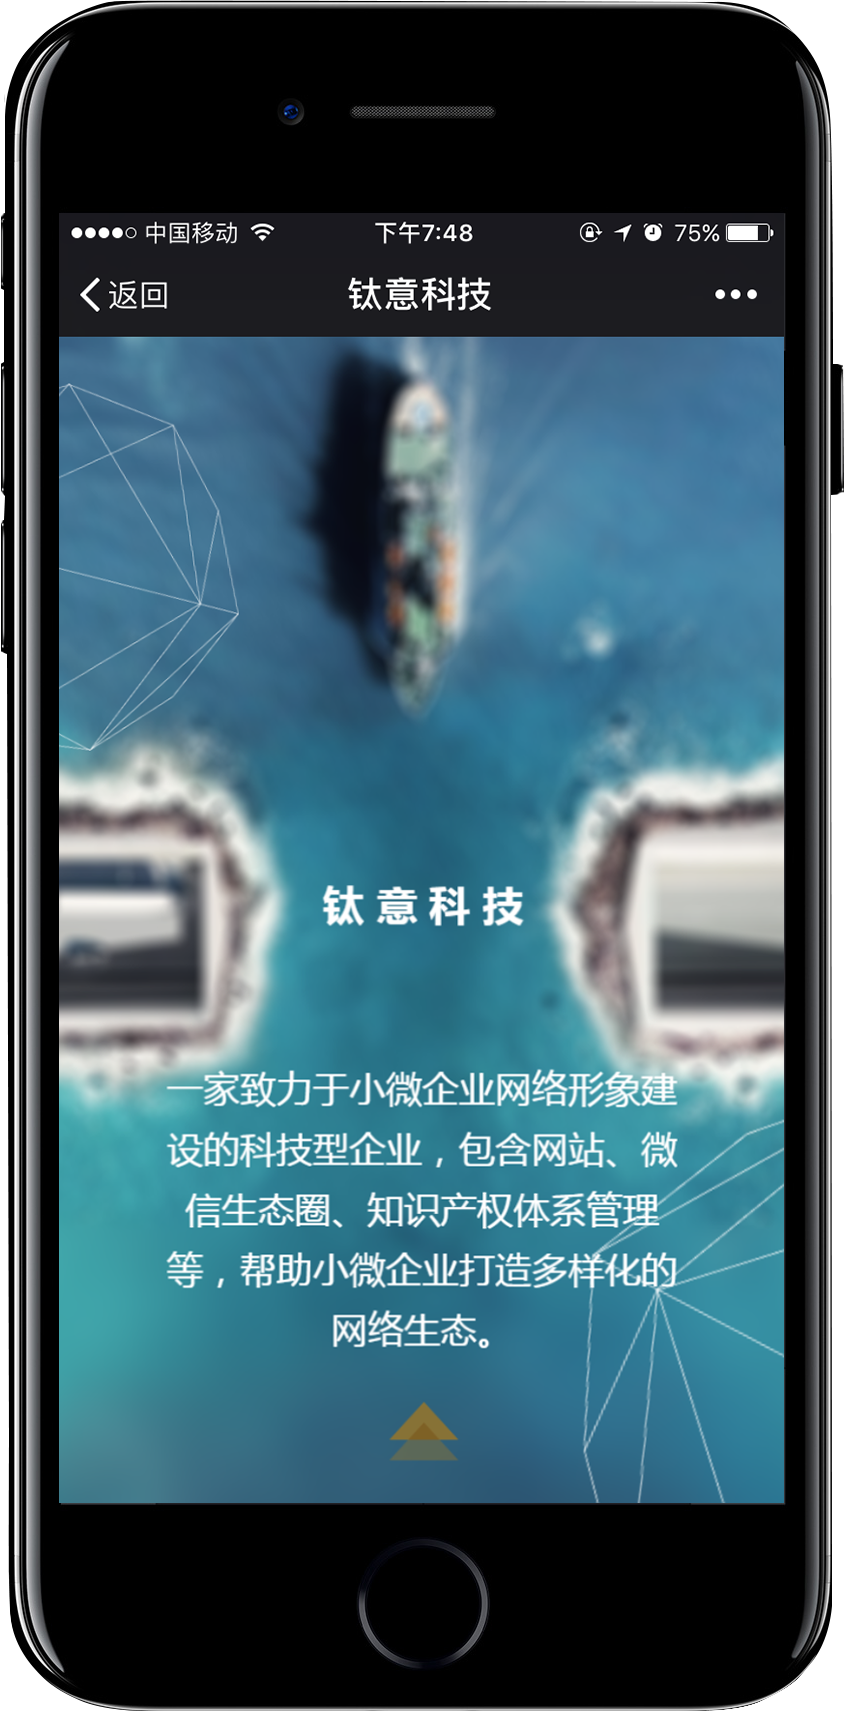 中国移动 下午7:48 75%
返回 钛意科技
钛意科技
一家致力于小微企业网络形象建
设的科技型企业，包含网站、微
信生态圈、知识产权体系管理
等，帮助小微企业打造多样化的
网络生态。